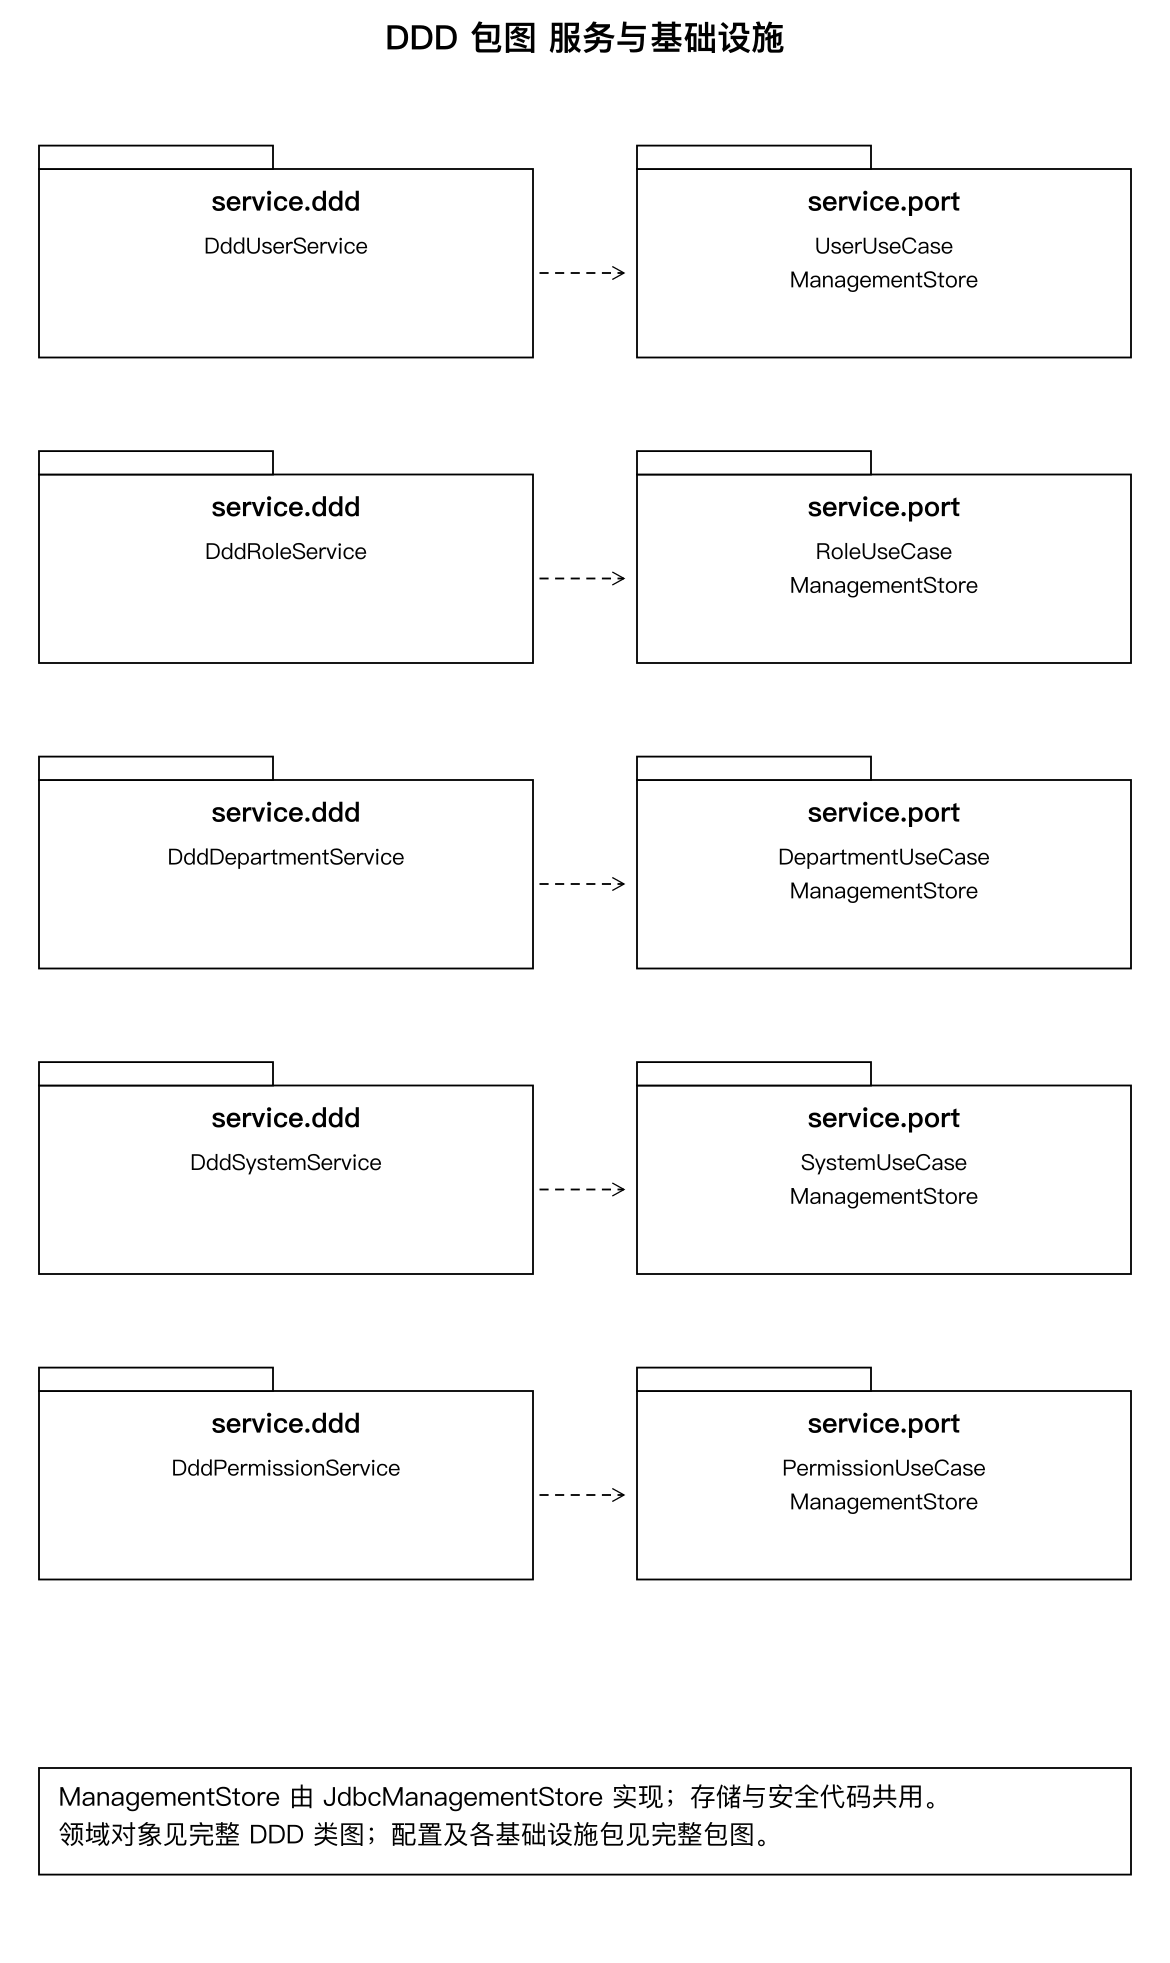 DDD 包图 服务与基础设施
service.ddd
DddUserService
service.port
UserUseCase
ManagementStore
service.ddd
DddRoleService
service.port
RoleUseCase
ManagementStore
service.ddd
DddDepartmentService
service.port
DepartmentUseCase
ManagementStore
service.ddd
DddSystemService
service.port
SystemUseCase
ManagementStore
service.ddd
DddPermissionService
service.port
PermissionUseCase
ManagementStore
ManagementStore 由 JdbcManagementStore 实现；存储与安全代码共用。
领域对象见完整 DDD 类图；配置及各基础设施包见完整包图。